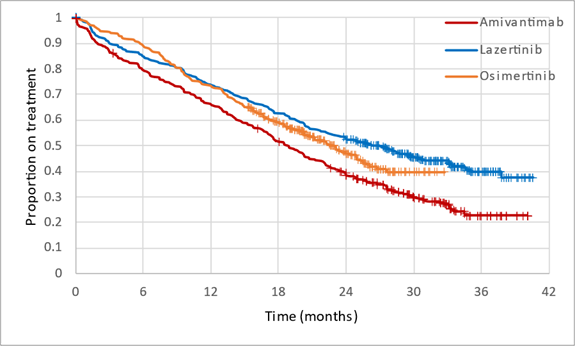 Proportion on treatment
1
0.9
0.8
0.7
0.6
0.5
0.4
0.3
0.2
0.1
0
0 6 12 18 24 30 36 42
Time (months)
Amivantimab
Lazertinib
Osimertinib